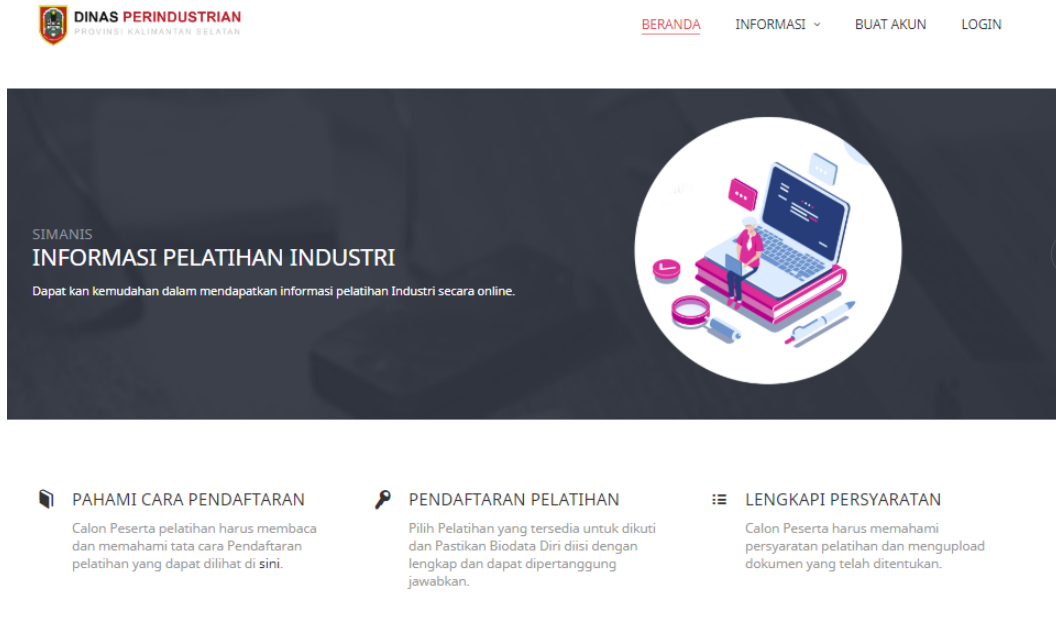 DINAS PERINDUSTRIAN
PROVINSI KALIMANTAN SELATAN
BERANDA INFORMASI BUAT AKUN LOGIN
SIMANIS
INFORMASI PELATIHAN INDUSTRI
Dapat kan kemudahan dalam mendapatkan informasi pelatihan Industri secara online.
PAHAMI CARA PENDAFTARAN
Calon Peserta pelatihan harus membaca
dan memahami tata cara Pendaftaran
pelatihan yang dapat dilihat di sini.
PENDAFTARAN PELATIHAN
Pilih Pelatihan yang tersedia untuk dikuti
dan Pastikan Biodata Diri diisi dengan
lengkap dan dapat dipertanggung
jawabkan.
LENGKAPI PERSYARATAN
Calon Peserta harus memahami
persyaratan pelatihan dan mengupload
dokumen yang telah ditentukan.